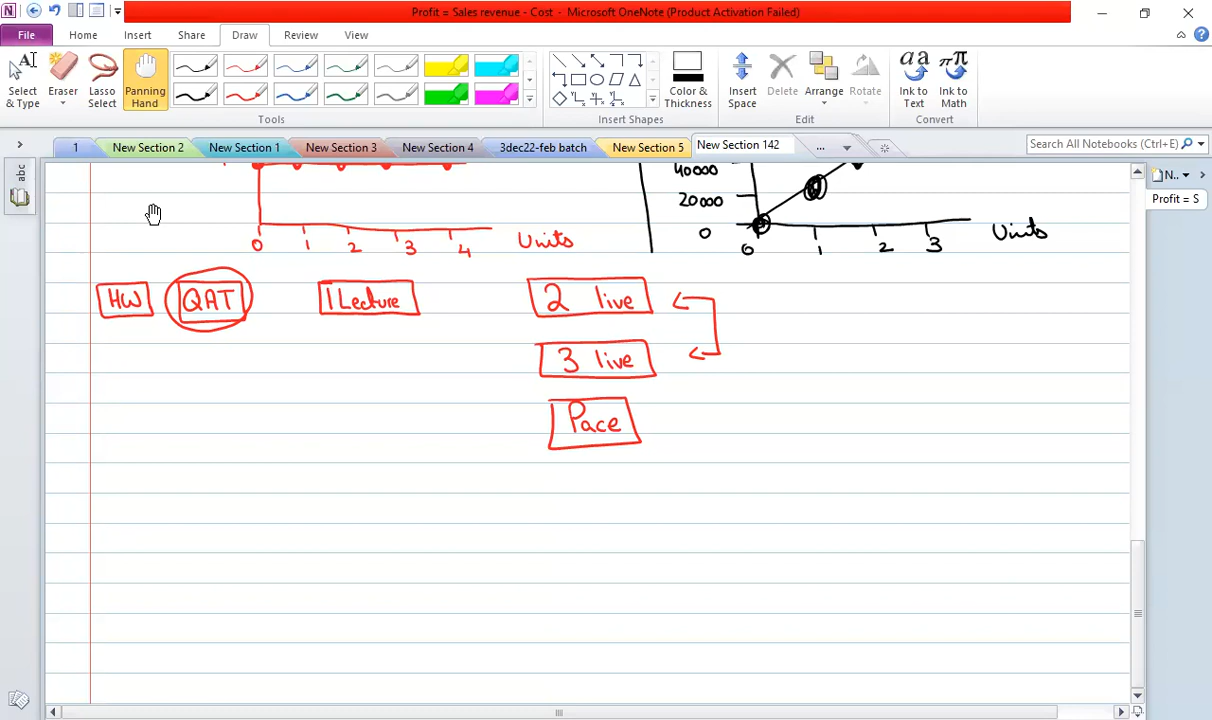 Profit = Sales revenue - Cost - Microsoft OneNote (Product Activation Failed)
File Home Insert Share Draw Review View
Select & Type
Eraser
Lasso Select
Panning Hand
Color & Thickness
Insert Space
Delete
Arrange
Rotate
Ink to Text
Ink to Math
Tools
Insert Shapes
Edit
Convert
1 New Section 2 New Section 1 New Section 3 New Section 4 3dec22-feb batch New Section 5 New Section 142 ... Search All Notebooks (Ctrl+E)
abc
N..
Profit = S
40000
20000
0
0 1 2 3 4 Units
0 1 2 3 Units
HW QAT 1 Lecture 2 live
3 live
Pace